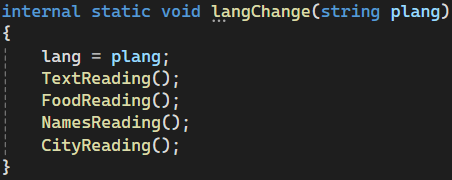 internal static void langChange(string plang)
{
    lang = plang;
    TextReading();
    FoodReading();
    NamesReading();
    CityReading();
}